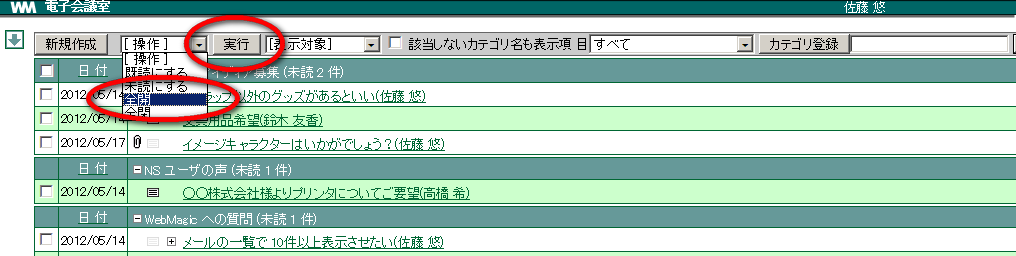 WM 電子会議室 佐藤 悠
新規作成 [ 操作 ] 実行 [表示対象] 該当しないカテゴリ名も表示項 目 すべて カテゴリ登録
[ 操作 ]
既読にする
未読にする
全開
全閉
日 付 募集 (未読 2 件)
2012/05/14 以外のグッズがあるといい(佐藤 悠)
2012/05/14 用品希望(鈴木 友香)
2012/05/17 イメージキャラクターはいかがでしょう?(佐藤 悠)
日 付 NS ユーザの声 (未読 1 件)
2012/05/14 〇〇株式会社様よりプリンタについてご要望(高橋 希)
日 付 WebMagic への質問 (未読 1 件)
2012/05/14 メールの一覧で 10件以上表示させたい(佐藤 悠)